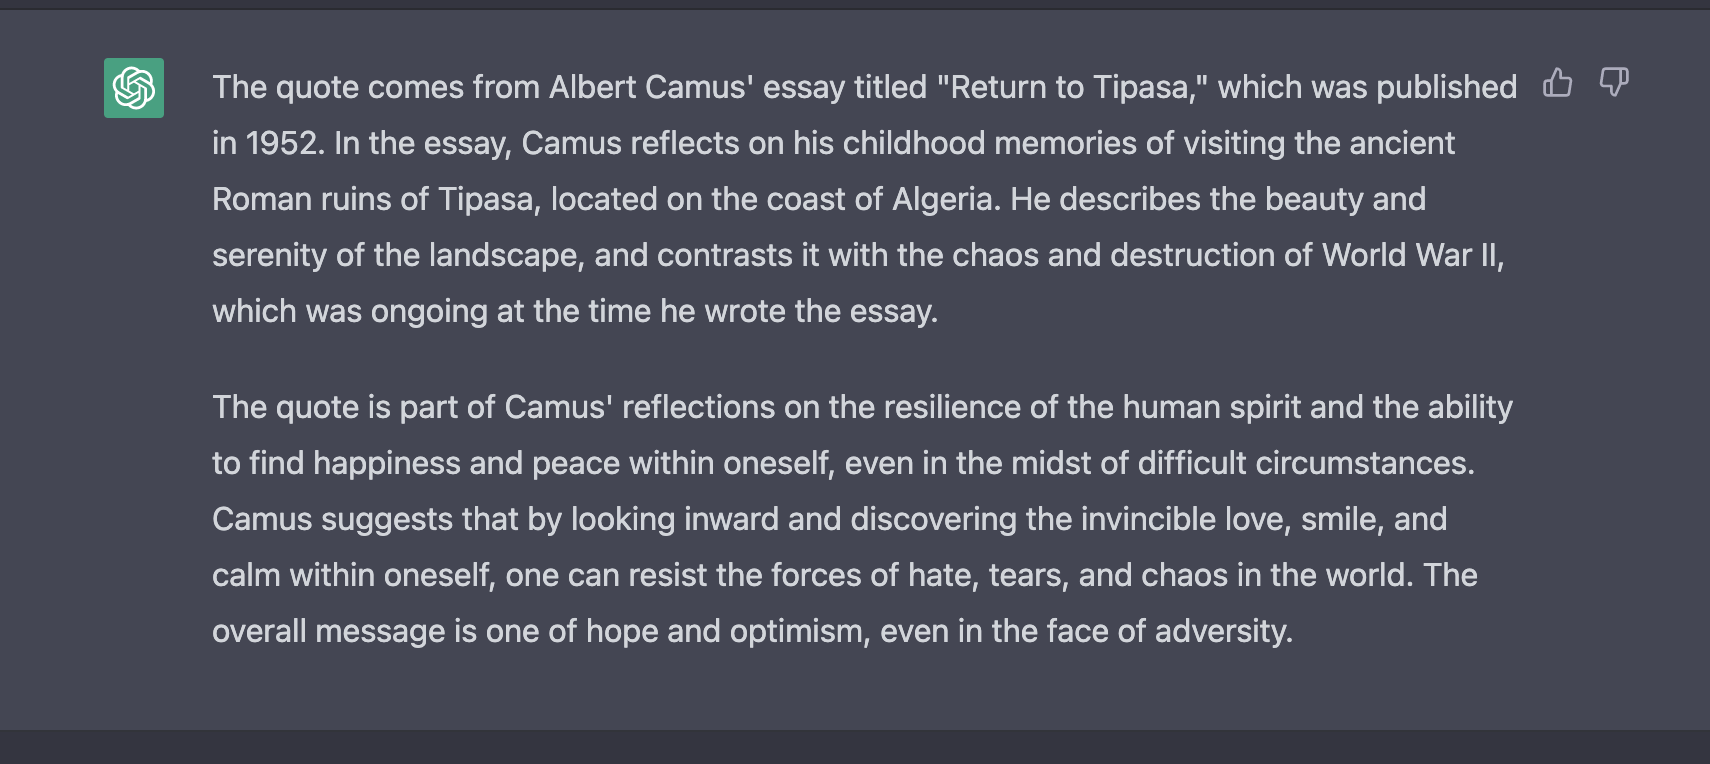 The quote comes from Albert Camus' essay titled "Return to Tipasa," which was published
in 1952. In the essay, Camus reflects on his childhood memories of visiting the ancient
Roman ruins of Tipasa, located on the coast of Algeria. He describes the beauty and
serenity of the landscape, and contrasts it with the chaos and destruction of World War II,
which was ongoing at the time he wrote the essay.
The quote is part of Camus' reflections on the resilience of the human spirit and the ability
to find happiness and peace within oneself, even in the midst of difficult circumstances.
Camus suggests that by looking inward and discovering the invincible love, smile, and
calm within oneself, one can resist the forces of hate, tears, and chaos in the world. The
overall message is one of hope and optimism, even in the face of adversity.